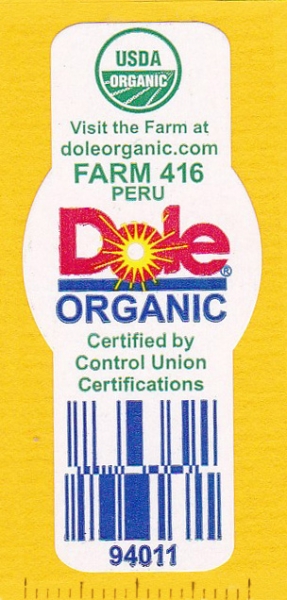 USDA
ORGANIC
Visit the Farm at
doleorganic.com
FARM 416
PERU
Dole®
ORGANIC
Certified by
Control Union
Certifications
94011